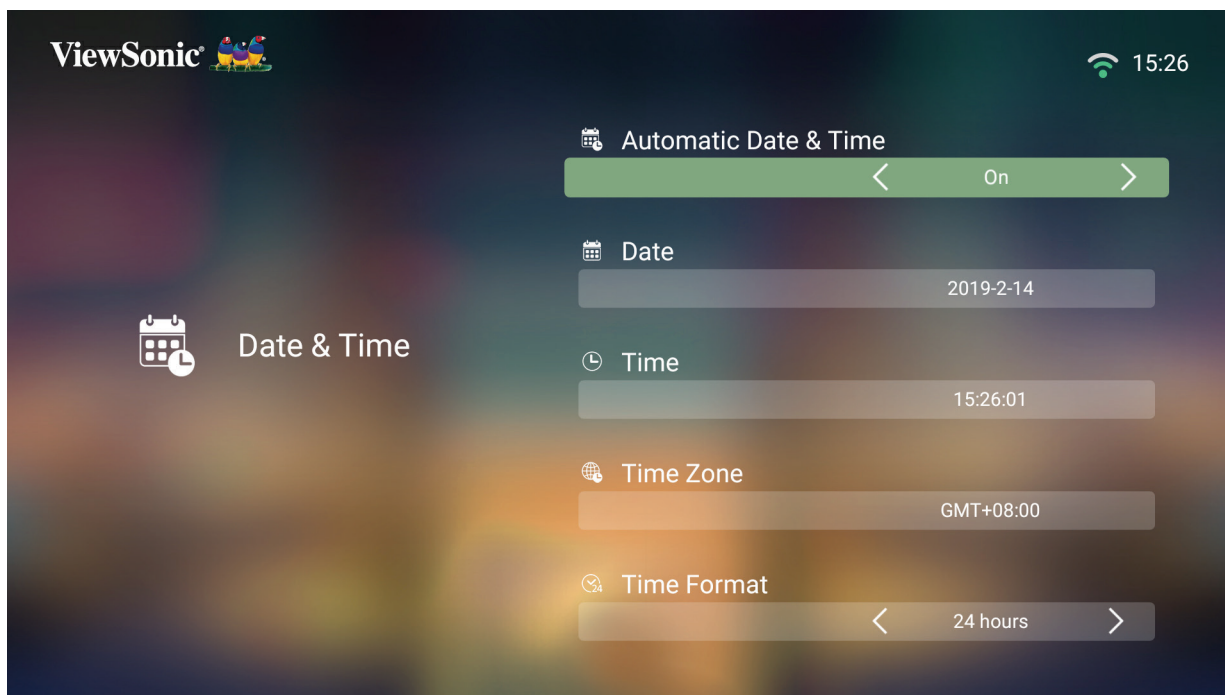 ViewSonic®
15:26
Automatic Date & Time
On
Date
2019-2-14
Date & Time
Time
15:26:01
Time Zone
GMT+08:00
Time Format
24
24 hours